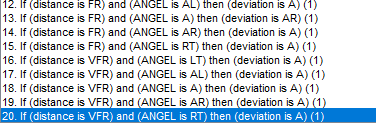 12. If (distance is FR) and (ANGEL is AL) then (deviation is A) (1)
13. If (distance is FR) and (ANGEL is A) then (deviation is AR) (1)
14. If (distance is FR) and (ANGEL is AR) then (deviation is A) (1)
15. If (distance is FR) and (ANGEL is RT) then (deviation is A) (1)
16. If (distance is VFR) and (ANGEL is LT) then (deviation is A) (1)
17. If (distance is VFR) and (ANGEL is AL) then (deviation is A) (1)
18. If (distance is VFR) and (ANGEL is A) then (deviation is A) (1)
19. If (distance is VFR) and (ANGEL is AR) then (deviation is A) (1)
20. If (distance is VFR) and (ANGEL is RT) then (deviation is A) (1)